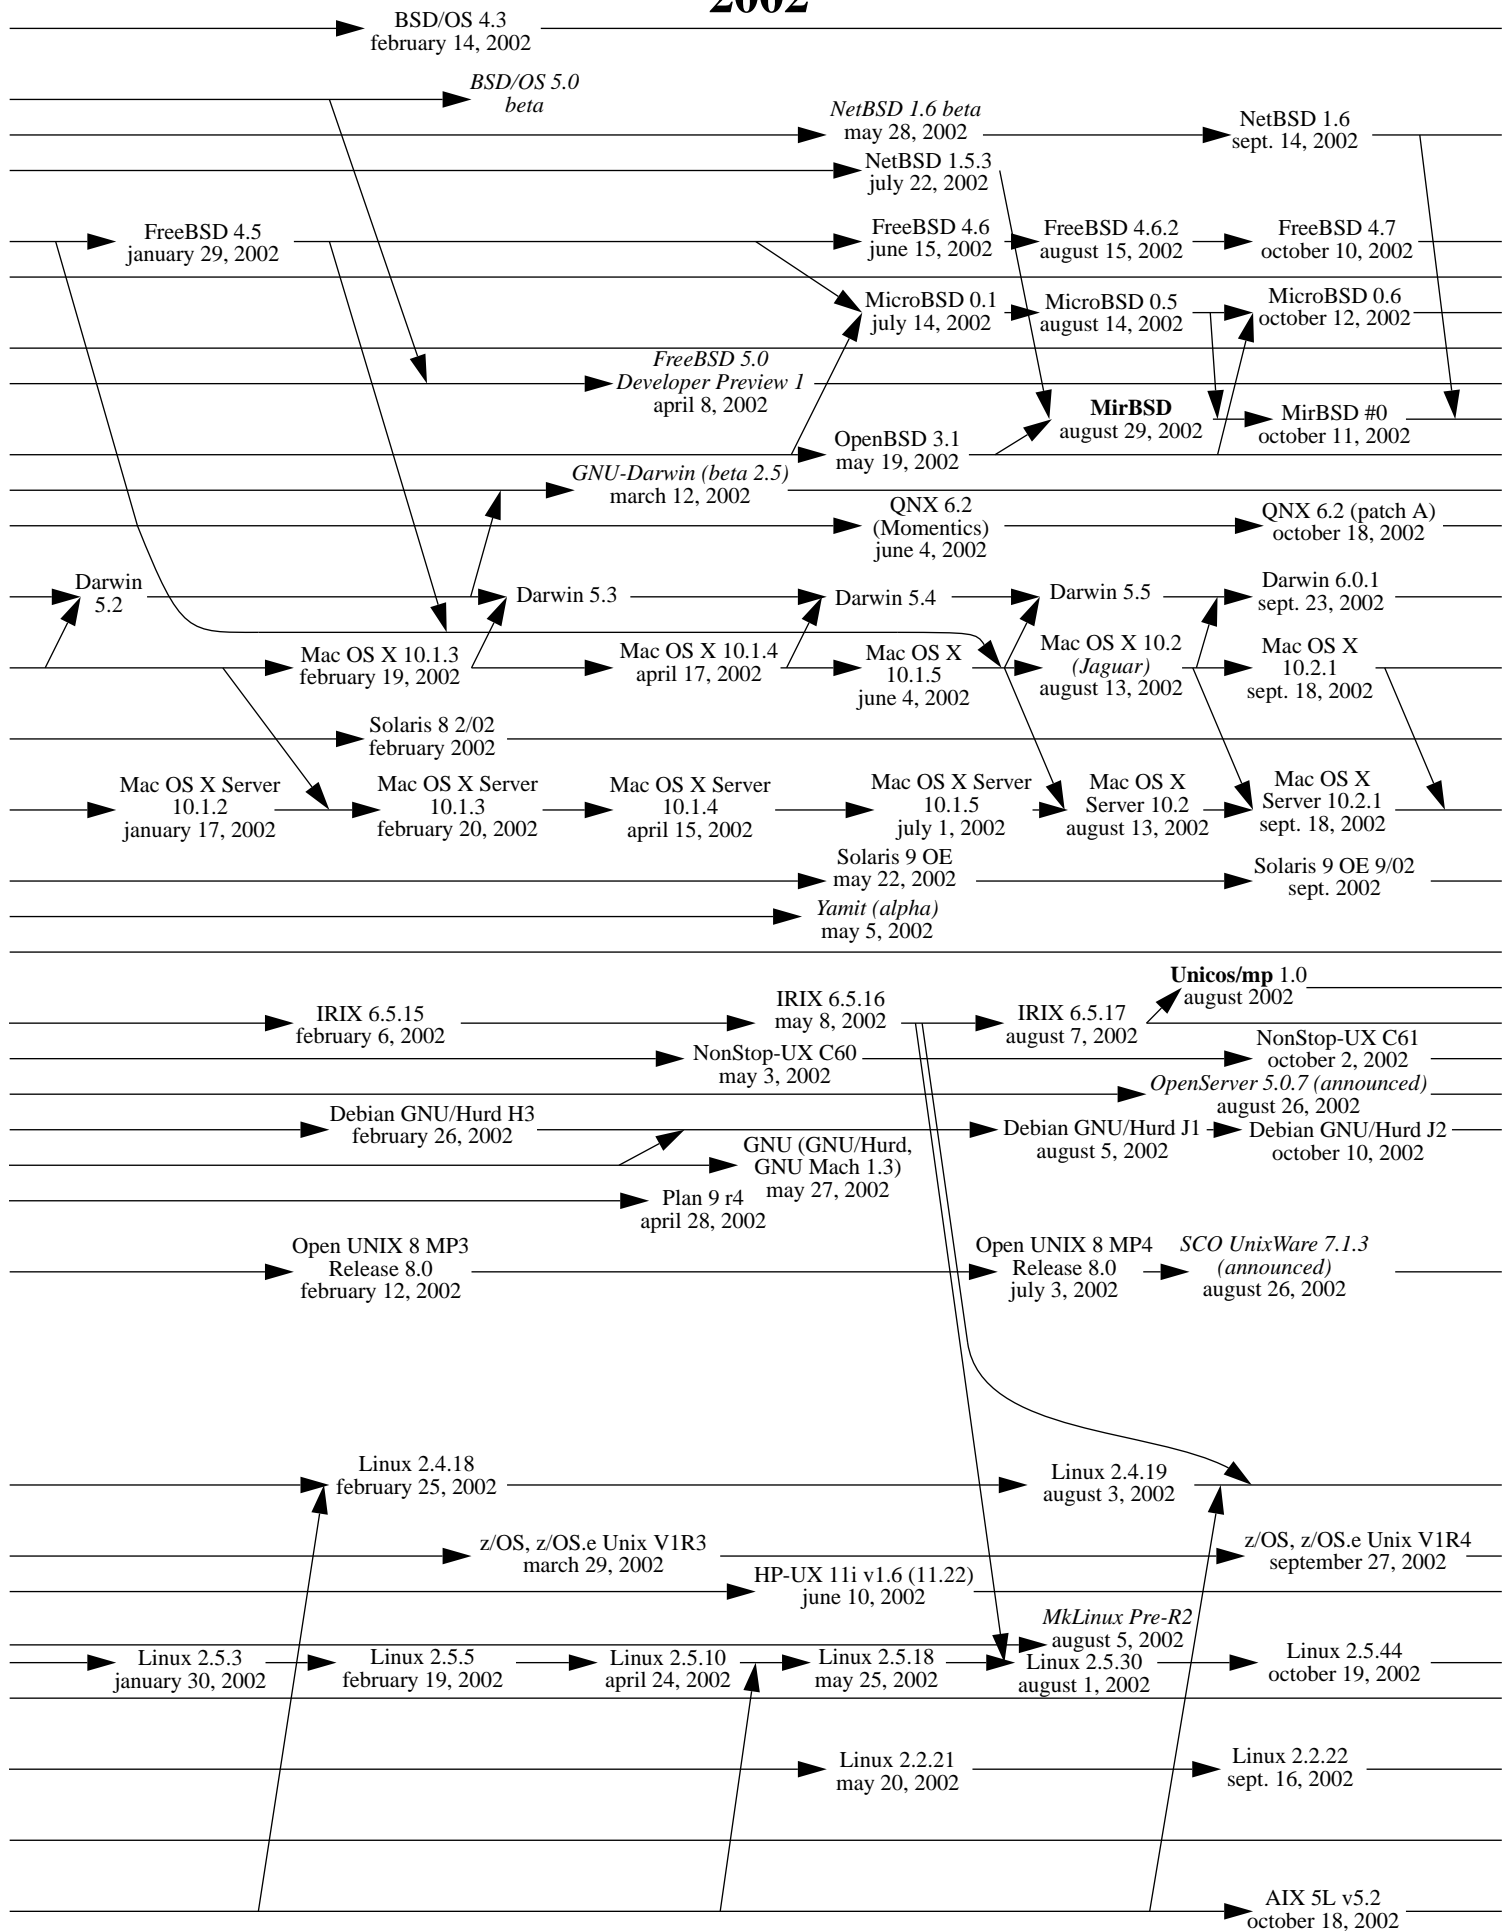 2002
BSD/OS 4.3
february 14, 2002
BSD/OS 5.0
beta
NetBSD 1.6 beta
may 28, 2002
NetBSD 1.6
sept. 14, 2002
NetBSD 1.5.3
july 22, 2002
FreeBSD 4.5
january 29, 2002
FreeBSD 4.6
june 15, 2002
FreeBSD 4.6.2
august 15, 2002
FreeBSD 4.7
october 10, 2002
MicroBSD 0.1
july 14, 2002
MicroBSD 0.5
august 14, 2002
MicroBSD 0.6
october 12, 2002
FreeBSD 5.0
Developer Preview 1
april 8, 2002
MirBSD
august 29, 2002
MirBSD #0
october 11, 2002
OpenBSD 3.1
may 19, 2002
GNU-Darwin (beta 2.5)
march 12, 2002
QNX 6.2
(Momentics)
june 4, 2002
QNX 6.2 (patch A)
october 18, 2002
Darwin
5.2
Darwin 5.3
Darwin 5.4
Darwin 5.5
Darwin 6.0.1
sept. 23, 2002
Mac OS X 10.1.3
february 19, 2002
Mac OS X 10.1.4
april 17, 2002
Mac OS X
10.1.5
june 4, 2002
Mac OS X 10.2
(Jaguar)
august 13, 2002
Mac OS X
10.2.1
sept. 18, 2002
Solaris 8 2/02
february 2002
Mac OS X Server
10.1.2
january 17, 2002
Mac OS X Server
10.1.3
february 20, 2002
Mac OS X Server
10.1.4
april 15, 2002
Mac OS X Server
10.1.5
july 1, 2002
Mac OS X
Server 10.2
august 13, 2002
Mac OS X
Server 10.2.1
sept. 18, 2002
Solaris 9 OE
may 22, 2002
Solaris 9 OE 9/02
sept. 2002
Yamit (alpha)
may 5, 2002
Unicos/mp 1.0
august 2002
IRIX 6.5.15
february 6, 2002
IRIX 6.5.16
may 8, 2002
IRIX 6.5.17
august 7, 2002
NonStop-UX C60
may 3, 2002
NonStop-UX C61
october 2, 2002
OpenServer 5.0.7 (announced)
august 26, 2002
Debian GNU/Hurd H3
february 26, 2002
Debian GNU/Hurd J1
august 5, 2002
Debian GNU/Hurd J2
october 10, 2002
GNU (GNU/Hurd,
GNU Mach 1.3)
may 27, 2002
Plan 9 r4
april 28, 2002
Open UNIX 8 MP3
Release 8.0
february 12, 2002
Open UNIX 8 MP4
Release 8.0
july 3, 2002
SCO UnixWare 7.1.3
(announced)
august 26, 2002
Linux 2.4.18
february 25, 2002
Linux 2.4.19
august 3, 2002
z/OS, z/OS.e Unix V1R3
march 29, 2002
z/OS, z/OS.e Unix V1R4
september 27, 2002
HP-UX 11i v1.6 (11.22)
june 10, 2002
MkLinux Pre-R2
august 5, 2002
Linux 2.5.3
january 30, 2002
Linux 2.5.5
february 19, 2002
Linux 2.5.10
april 24, 2002
Linux 2.5.18
may 25, 2002
Linux 2.5.30
august 1, 2002
Linux 2.5.44
october 19, 2002
Linux 2.2.21
may 20, 2002
Linux 2.2.22
sept. 16, 2002
AIX 5L v5.2
october 18, 2002